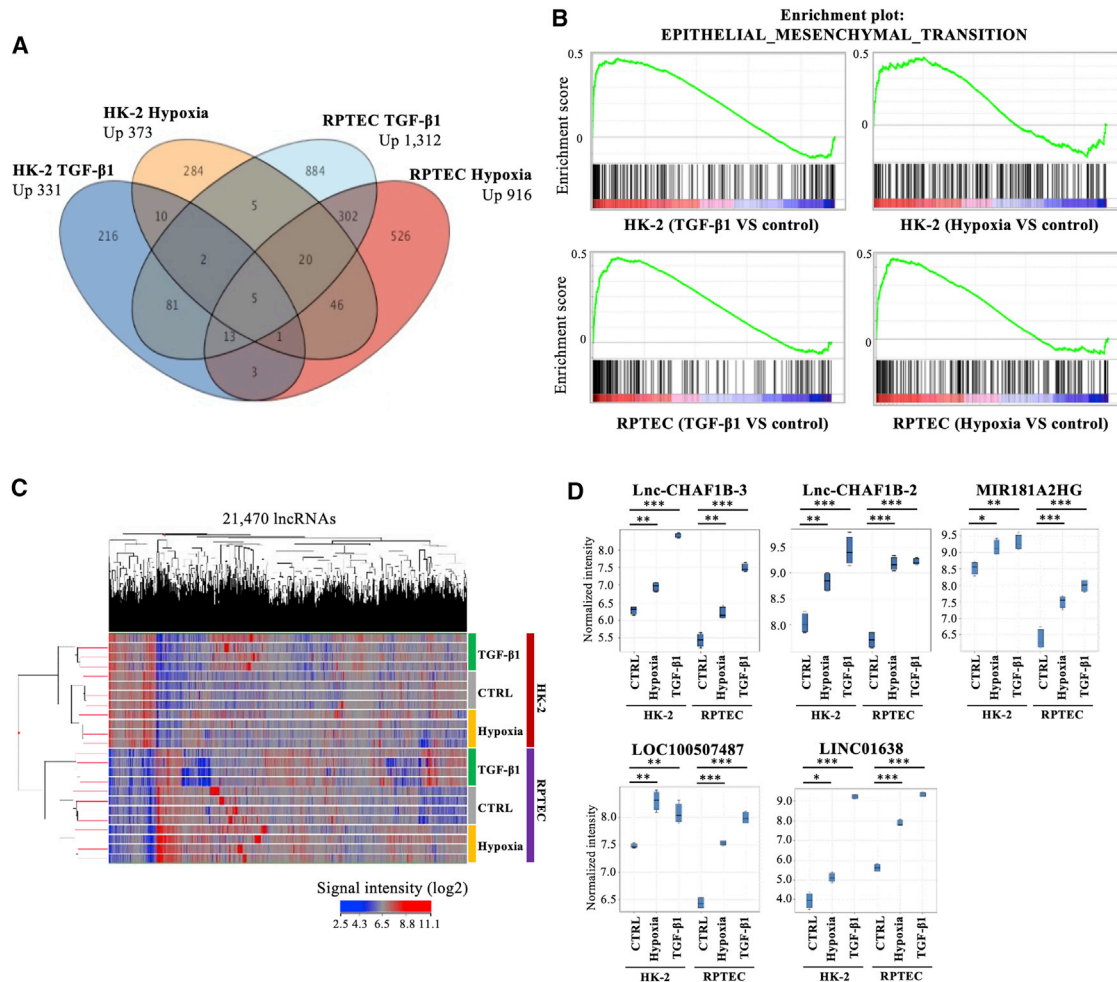 A
HK-2 Hypoxia
Up 373
RPTEC TGF-β1
Up 1,312
HK-2 TGF-β1
Up 331
RPTEC Hypoxia
Up 916
284
884
10
5
302
216
526
2
20
81
5
46
13
1
3
B
Enrichment plot:
EPITHELIAL_MESENCHYMAL_TRANSITION
0.5
0
Enrichment score
HK-2 (TGF-β1 VS control)
0.5
0
HK-2 (Hypoxia VS control)
0.5
0
Enrichment score
RPTEC (TGF-β1 VS control)
0.5
0
RPTEC (Hypoxia VS control)
C
21,470 lncRNAs
TGF-β1
CTRL
Hypoxia
HK-2
TGF-β1
CTRL
Hypoxia
RPTEC
Signal intensity (log2)
2.5 4.3 6.5 8.8 11.1
D
Lnc-CHAF1B-3
*** ***
** **
Normalized intensity
8.0
7.5
6.5
6.0
5.5
CTRL
Hypoxia
TGF-β1
CTRL
Hypoxia
TGF-β1
HK-2 RPTEC
Lnc-CHAF1B-2
*** ***
** ***
9.5
9.0
8.5
8.0
CTRL
Hypoxia
TGF-β1
CTRL
Hypoxia
TGF-β1
HK-2 RPTEC
MIR181A2HG
** ***
* ***
9.5
9.0
8.5
8.0
7.5
7.0
6.5
CTRL
Hypoxia
TGF-β1
CTRL
Hypoxia
TGF-β1
HK-2 RPTEC
LOC100507487
** ***
** ***
Normalized intensity
8.0
7.5
7.0
6.5
CTRL
Hypoxia
TGF-β1
CTRL
Hypoxia
TGF-β1
HK-2 RPTEC
LINC01638
*** ***
* ***
9.0
8.0
7.0
6.0
5.0
4.0
CTRL
Hypoxia
TGF-β1
CTRL
Hypoxia
TGF-β1
HK-2 RPTEC